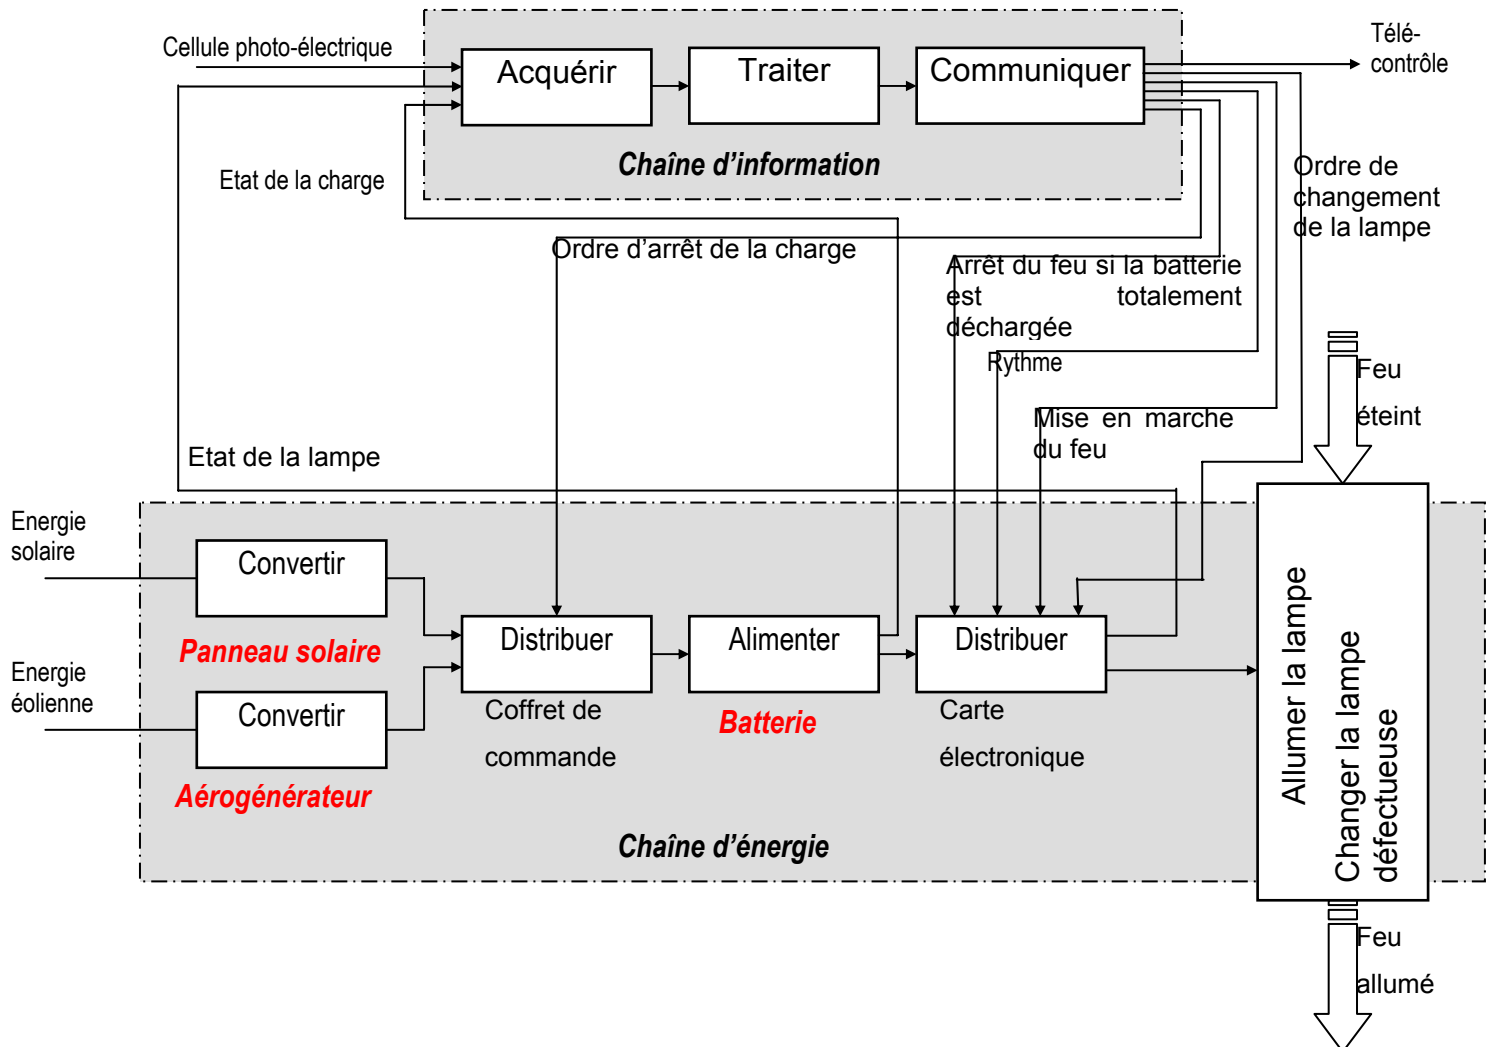 Cellule photo-électrique
Acquérir
Traiter
Communiquer
Télé-
contrôle
Chaîne d’information
Etat de la charge
Ordre de
changement
de la lampe
Ordre d’arrêt de la charge
Arrêt du feu si la batterie
est totalement
déchargée
Rythme
Feu
éteint
Mise en marche
du feu
Etat de la lampe
Energie
solaire
Convertir
Panneau solaire
Distribuer
Alimenter
Distribuer
Energie
éolienne
Convertir
Aérogénérateur
Coffret de
commande
Batterie
Carte
électronique
Allumer la lampe
Changer la lampe
défectueuse
Chaîne d’énergie
Feu
allumé